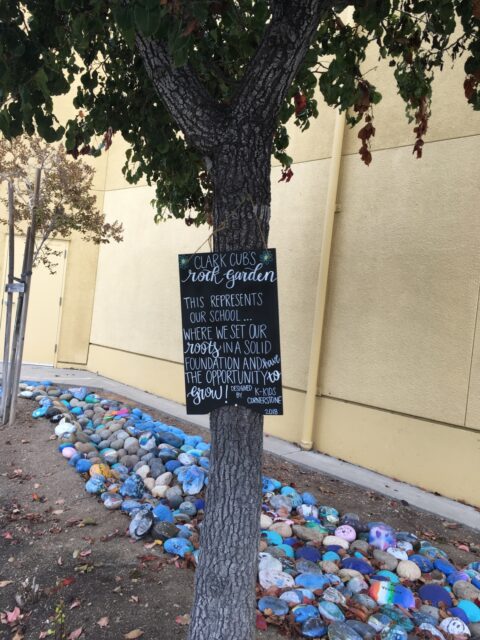 CLARK CUBS
rock garden
THIS REPRESENTS
OUR SCHOOL ...
WHERE WE SET OUR
roots IN A SOLID
FOUNDATION AND have
THE OPPORTUNITY to
grow! DESIGNED BY K-KIDS
CORNERSTONE
2018